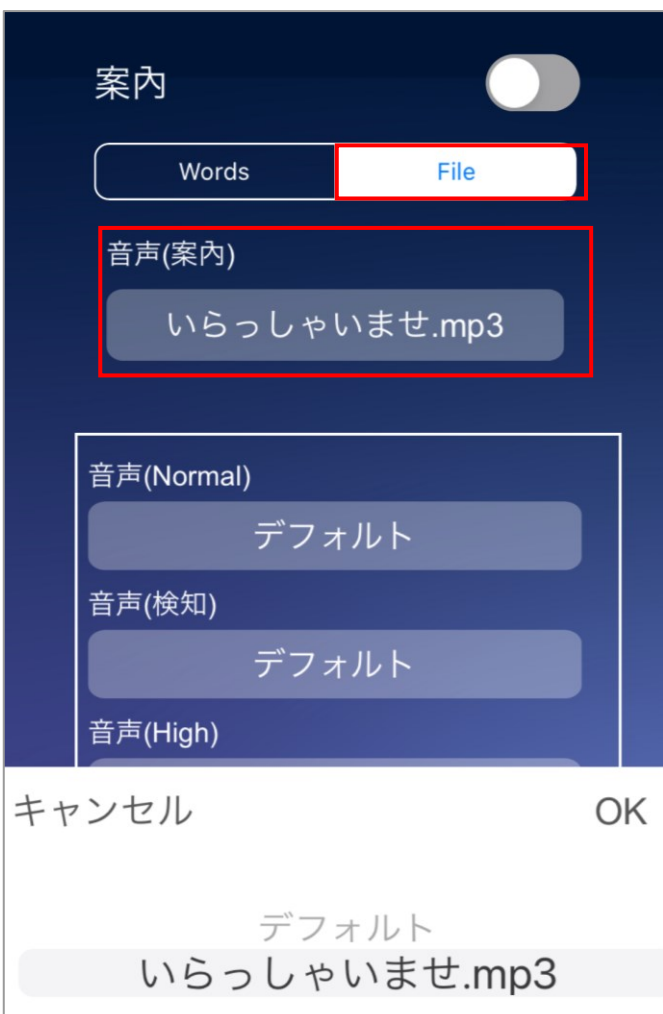 案内
Words
File
音声(案内)
いらっしゃいませ.mp3
音声(Normal)
デフォルト
音声(検知)
デフォルト
音声(High)
キャンセル
OK
デフォルト
いらっしゃいませ.mp3